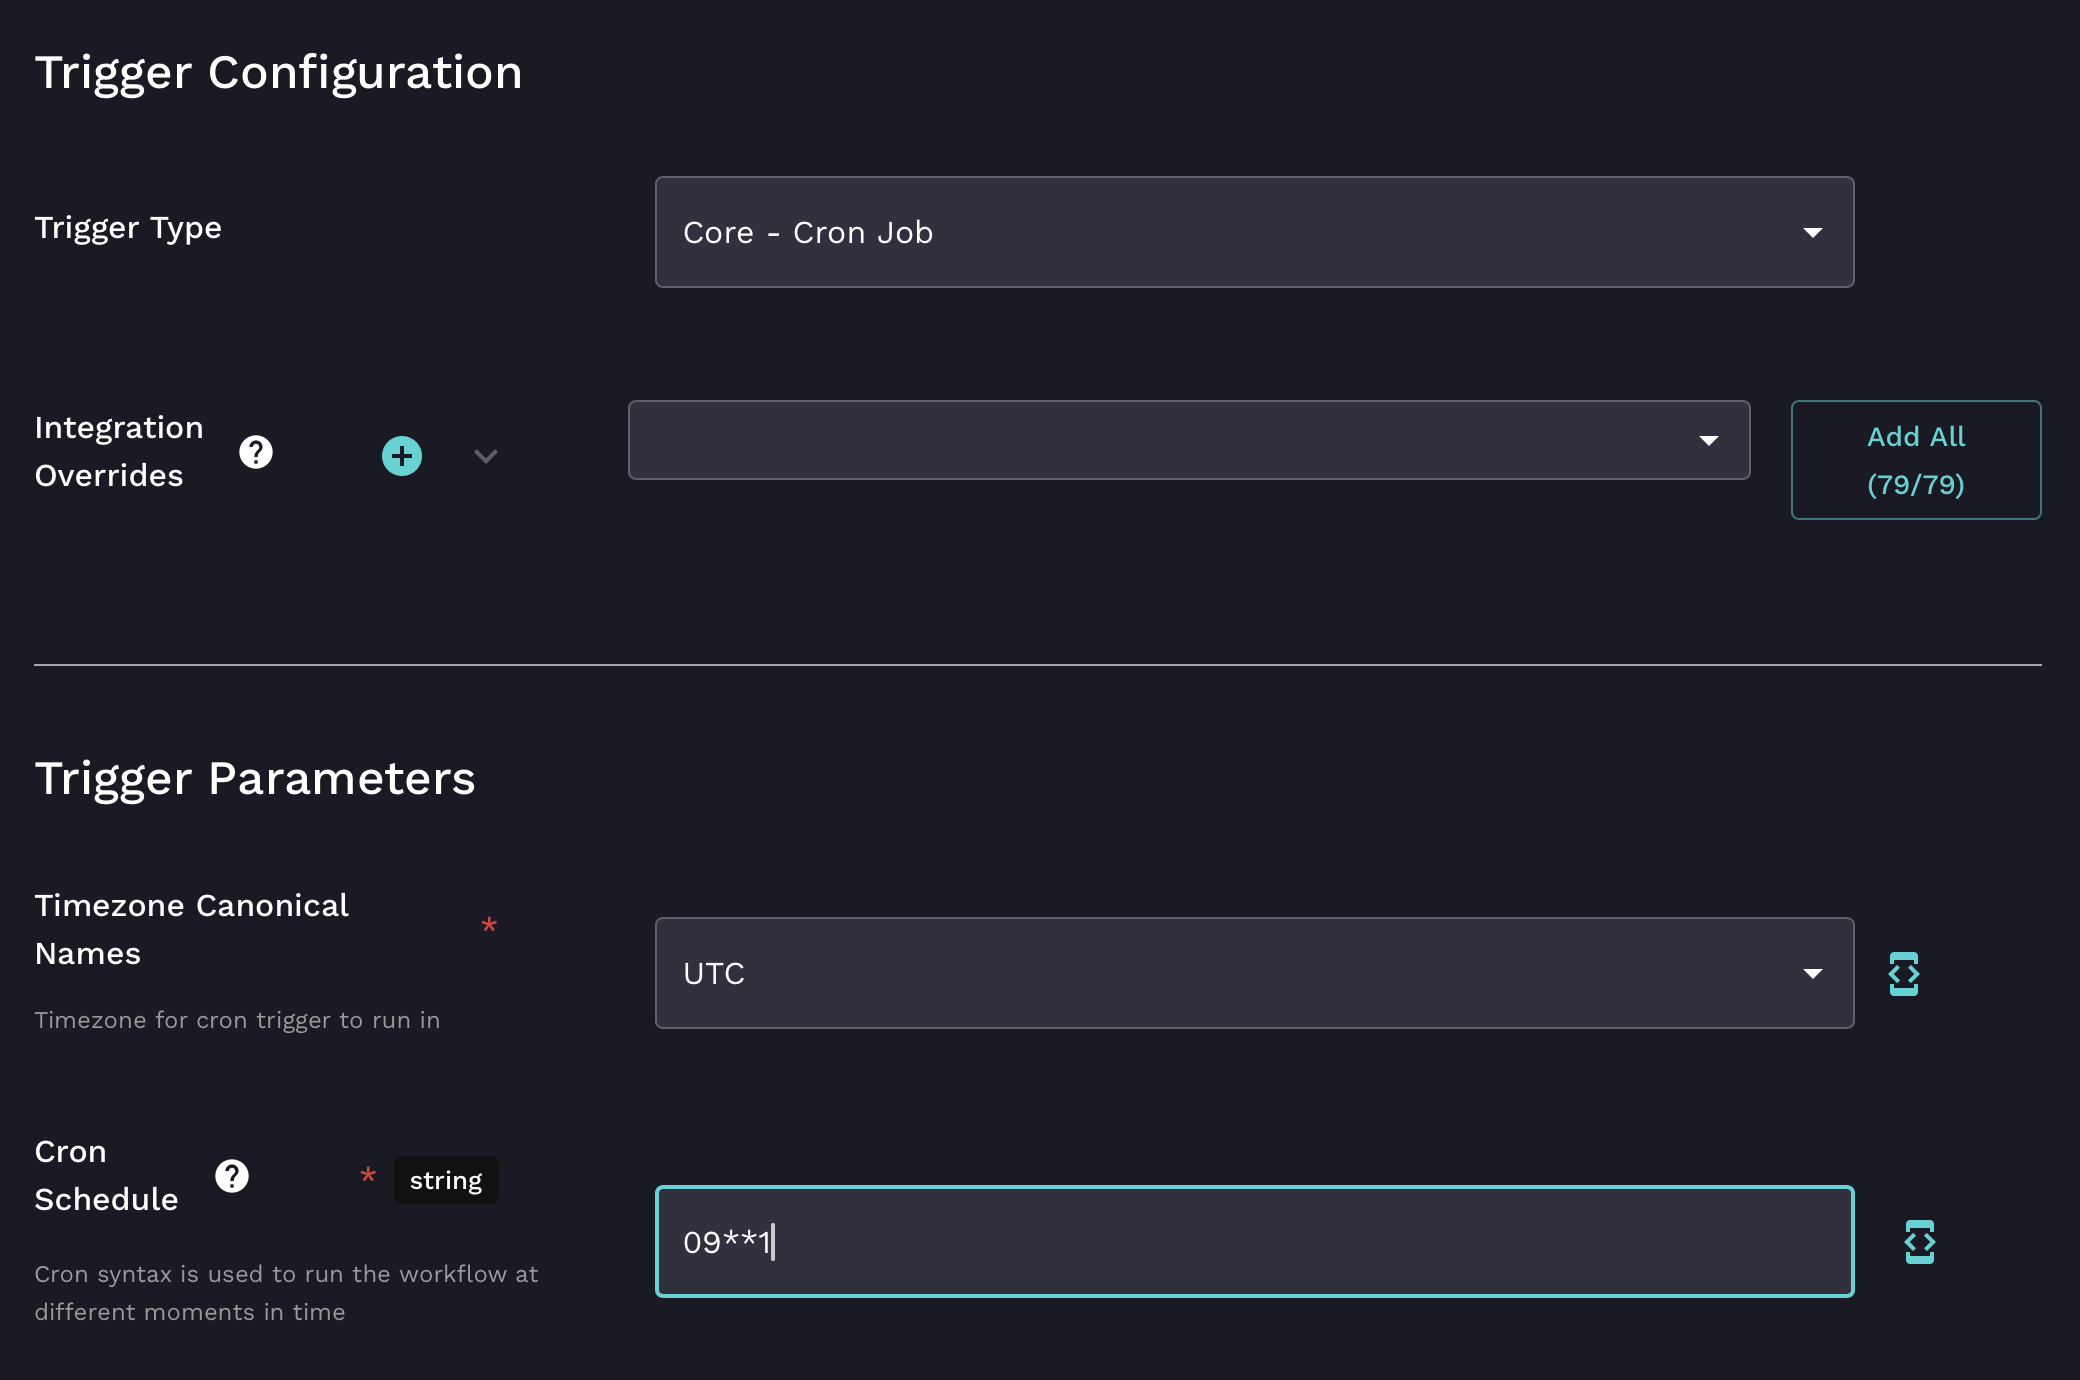 Trigger Configuration
Trigger Type
Core - Cron Job
Integration
Overrides
Add All
(79/79)
Trigger Parameters
Timezone Canonical
Names
*
UTC
Timezone for cron trigger to run in
Cron
Schedule
* string
09**1
Cron syntax is used to run the workflow at
different moments in time